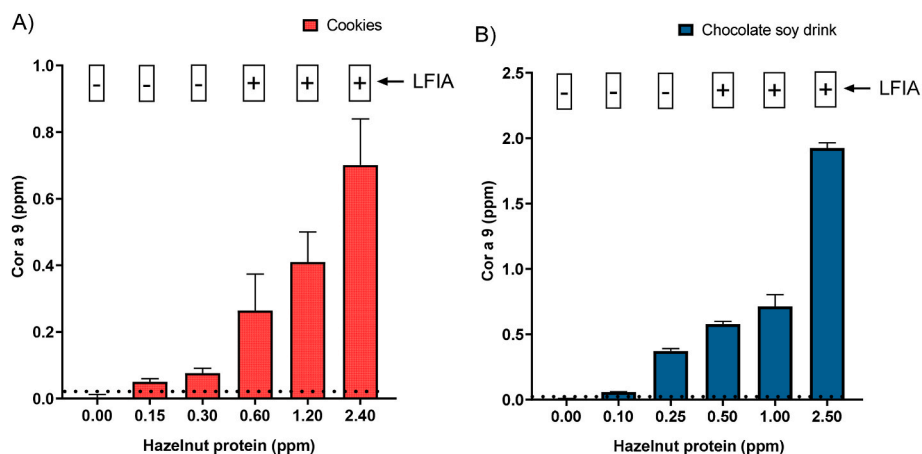 A)
Cookies
1.0
- - - + + +
LFIA
0.8
0.6
0.4
0.2
0.0
Cor a 9 (ppm)
0.00 0.15 0.30 0.60 1.20 2.40
Hazelnut protein (ppm)
B)
Chocolate soy drink
2.5
- - - + + +
LFIA
2.0
1.5
1.0
0.5
0.0
Cor a 9 (ppm)
0.00 0.10 0.25 0.50 1.00 2.50
Hazelnut protein (ppm)